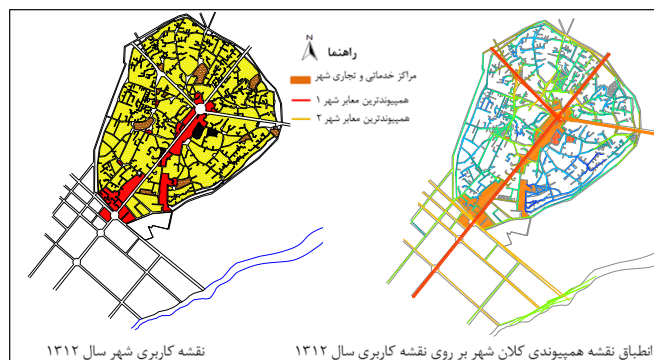 N
راهنما
مراکز خدماتی و تجاری شهر
همپیوندترین معابر شهر ۱
همپیوندترین معابر شهر ۲
انطباق نقشه همپیوندی کلان شهر بر روی نقشه کاربری سال ۱۳۱۲
نقشه کاربری شهر سال ۱۳۱۲